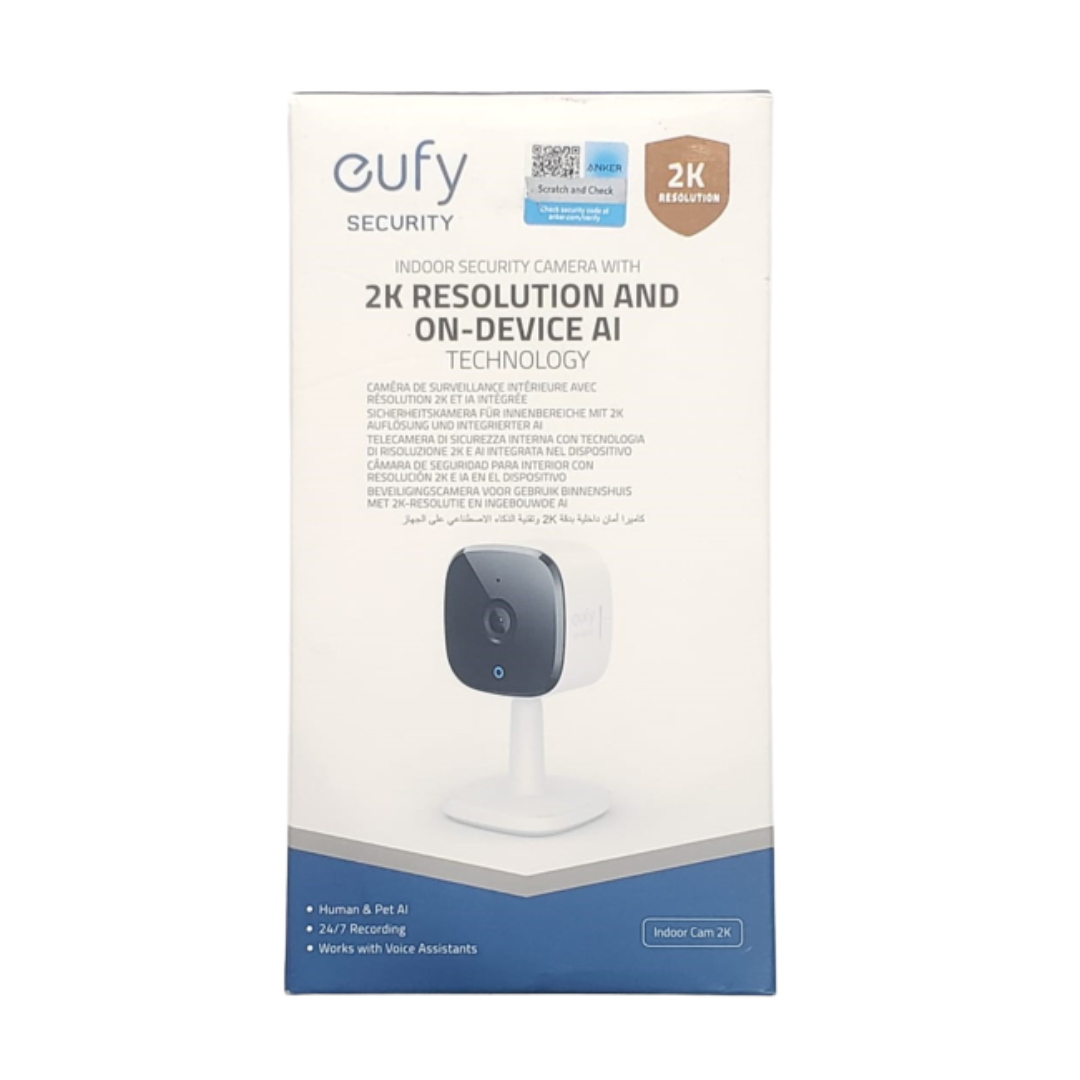 eufy
SECURITY
ANKER
Scratch and Check
Check security code at
anker.com/verify
2K
RESOLUTION
INDOOR SECURITY CAMERA WITH
2K RESOLUTION AND
ON-DEVICE AI
TECHNOLOGY
CAMÉRA DE SURVEILLANCE INTÉRIEURE AVEC
RÉSOLUTION 2K ET IA INTÉGRÉE
SICHERHEITSKAMERA FÜR INNENBEREICHE MIT 2K
AUFLÖSUNG UND INTEGRIERTER AI
TELECAMERA DI SICUREZZA INTERNA CON TECNOLOGIA
DI RISOLUZIONE 2K E AI INTEGRATA NEL DISPOSITIVO
CÁMARA DE SEGURIDAD PARA INTERIOR CON
RESOLUCIÓN 2K E IA EN EL DISPOSITIVO
BEVEILIGINGSCAMERA VOOR GEBRUIK BINNENSHUIS
MET 2K-RESOLUTIE EN INGEBOUWDE AI
كاميرا أمان داخلية بدقة 2K وتقنية الذكاء الاصطناعي على الجهاز
eufy
Human & Pet AI
24/7 Recording
Works with Voice Assistants
Indoor Cam 2K